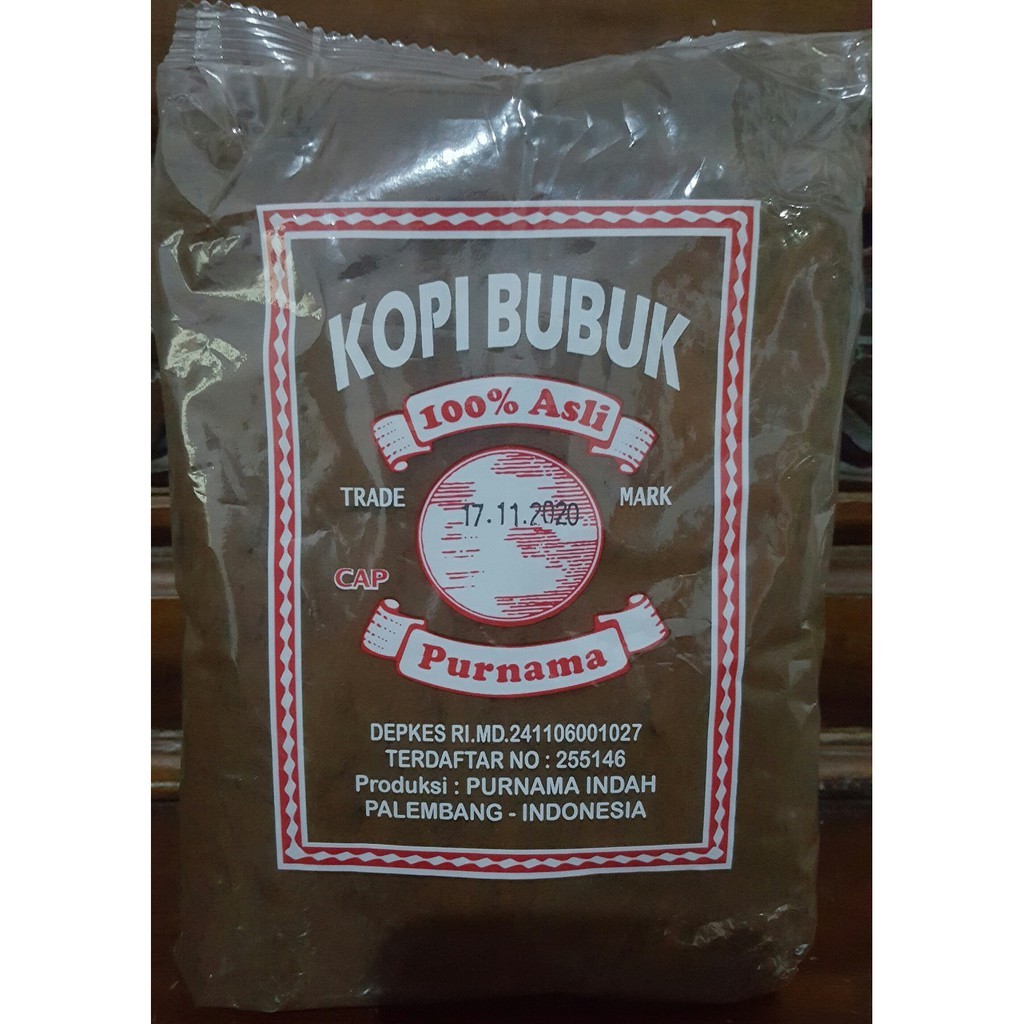 KOPI BUBUK
100% Asli
TRADE MARK
17.11.2020
CAP
Purnama
DEPKES RI.MD.241106001027
TERDAFTAR NO : 255146
Produksi : PURNAMA INDAH
PALEMBANG - INDONESIA